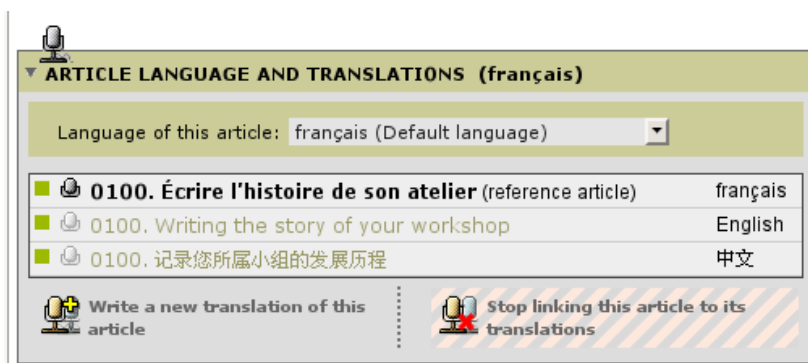 ARTICLE LANGUAGE AND TRANSLATIONS (français)
Language of this article: français (Default language)
0100. Écrire l'histoire de son atelier (reference article) français
0100. Writing the story of your workshop English
0100. 记录您所属小组的发展历程 中文
Write a new translation of this
article
Stop linking this article to its
translations